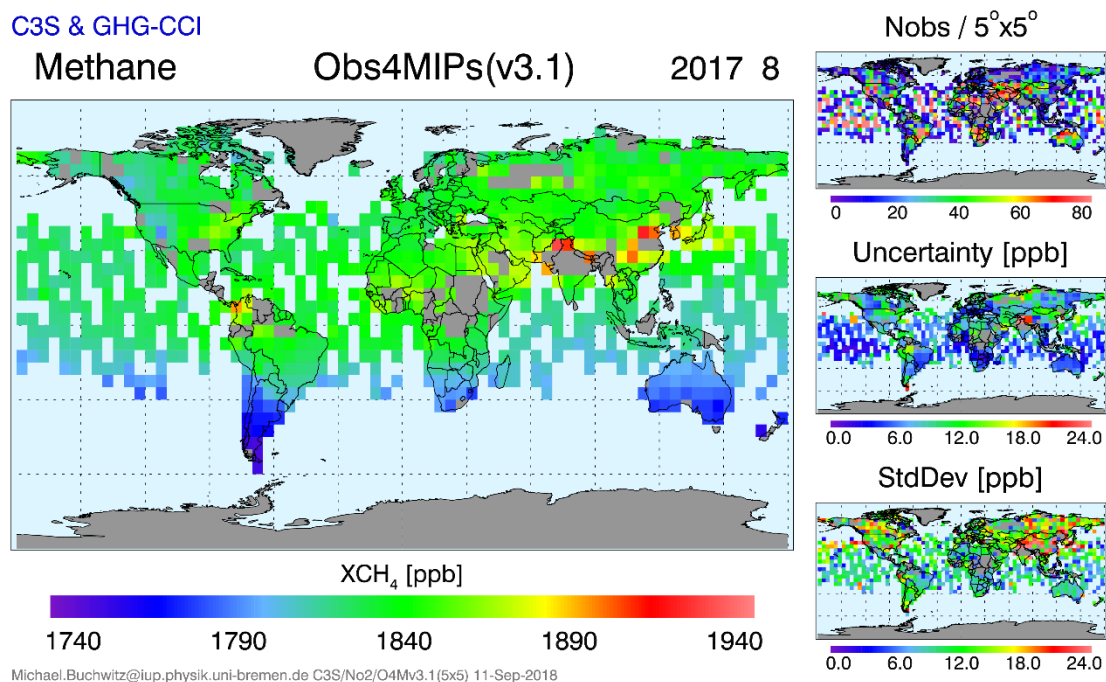 C3S & GHG-CCI
Methane Obs4MIPs(v3.1) 2017 8
XCH₄ [ppb]
1740 1790 1840 1890 1940
Michael.Buchwitz@iup.physik.uni-bremen.de C3S/No2/O4Mv3.1(5x5) 11-Sep-2018
Nobs / 5°x5°
0 20 40 60 80
Uncertainty [ppb]
0.0 6.0 12.0 18.0 24.0
StdDev [ppb]
0.0 6.0 12.0 18.0 24.0